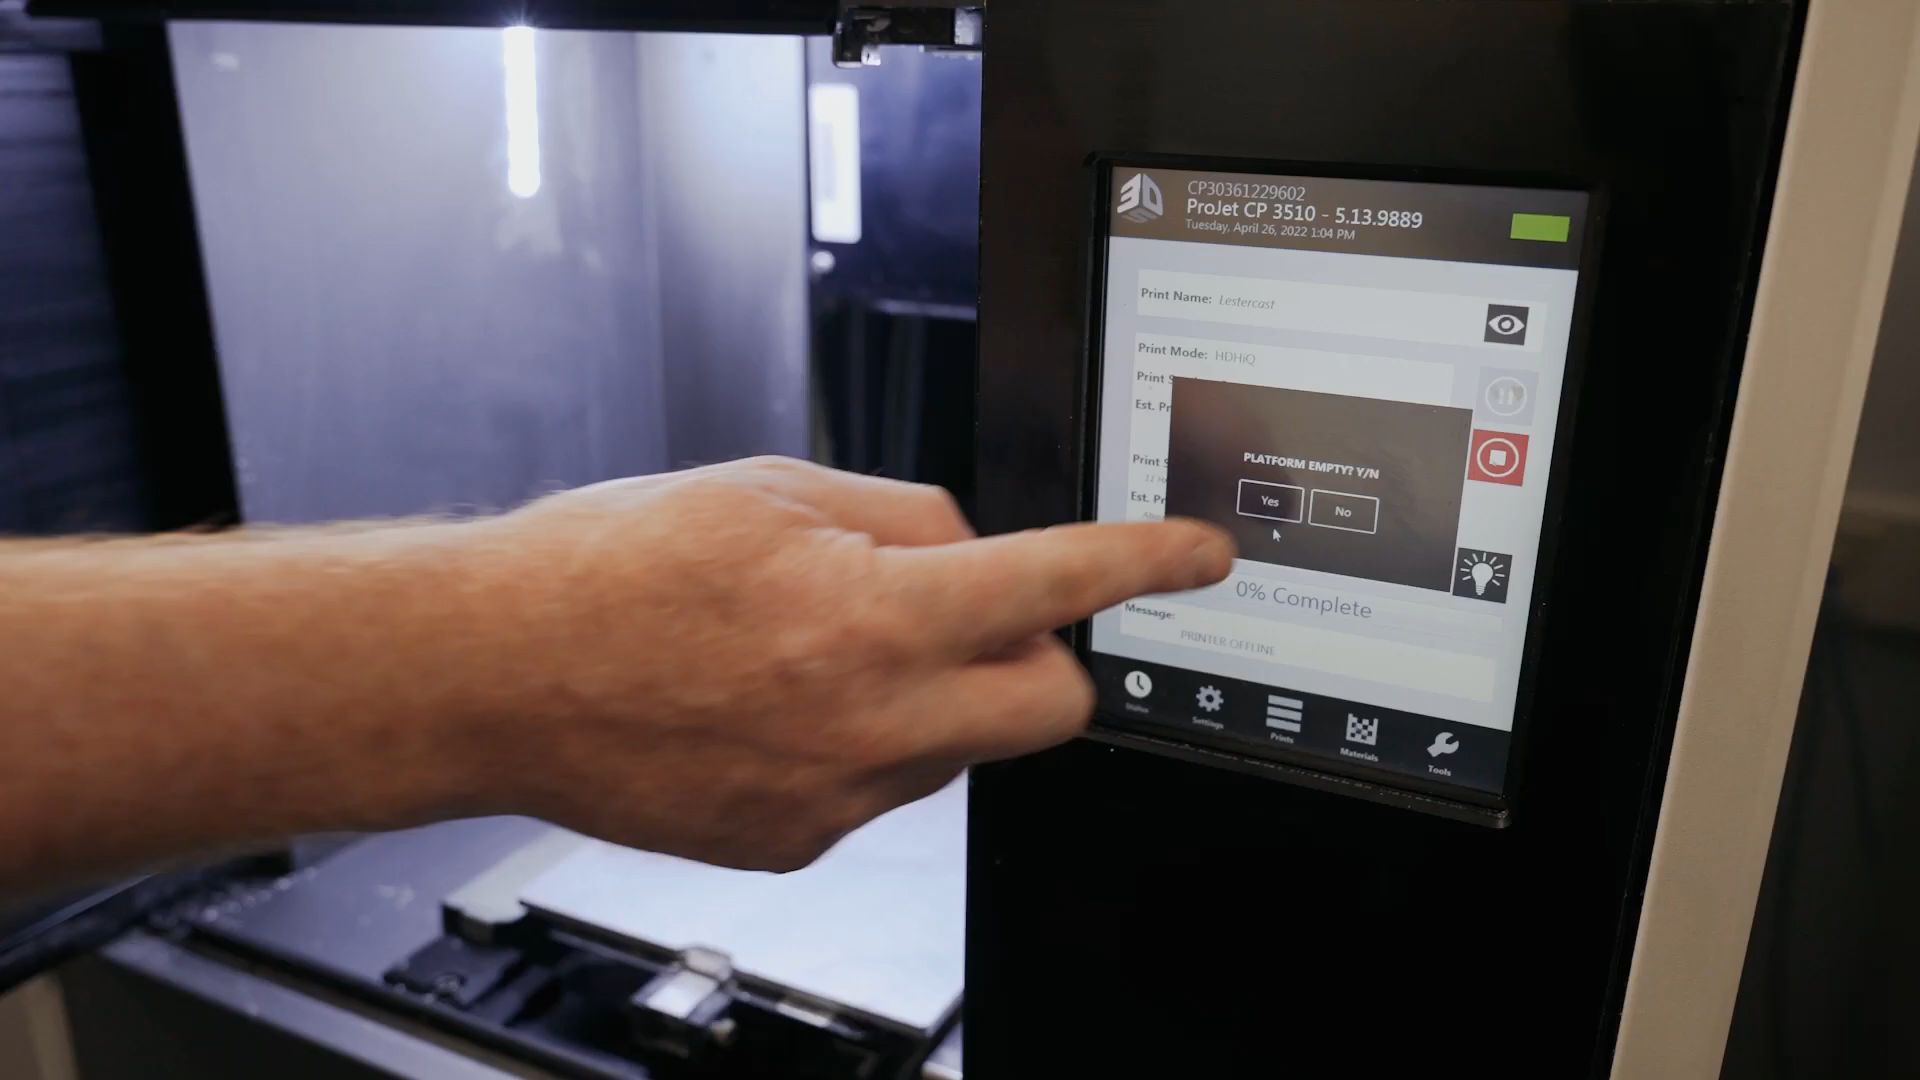 3D
CP30361229602
ProJet CP 3510 - 5.13.9889
Tuesday, April 26, 2022 1:04 PM
Print Name: Lestercast
Print Mode: HDHiQ
Print
Est. Pr
PLATFORM EMPTY? Y/N
Print
Yes No
Est. Pr
0% Complete
Message:
PRINTER OFFLINE
Status Settings Prints Materials Tools